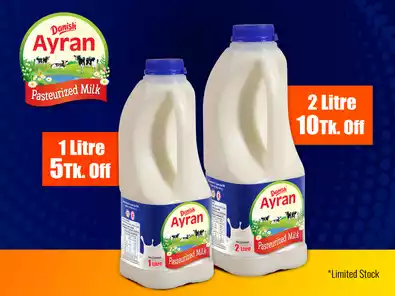 Danish
Ayran
Pasteurized Milk
1 Litre
5Tk. Off
2 Litre
10Tk. Off
Danish
Ayran
Pasteurized Milk
1 litre
Danish
Ayran
Pasteurized Milk
2 litre
*Limited Stock